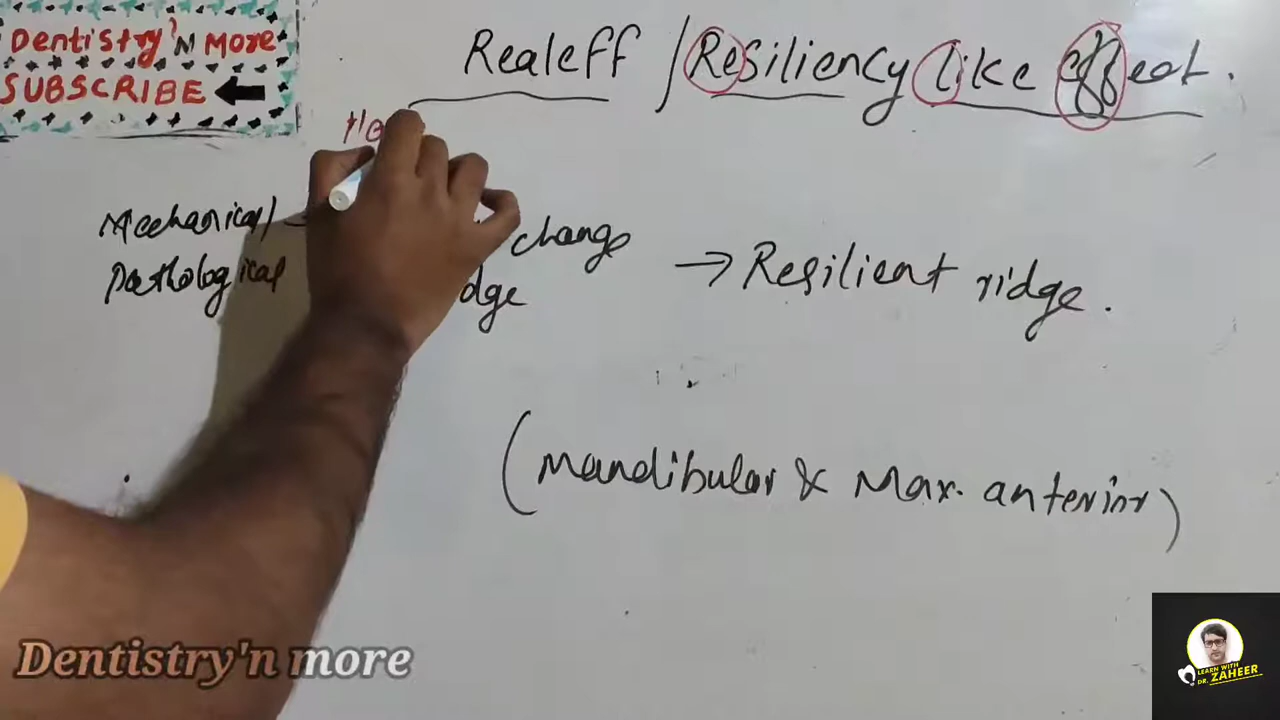 Dentistry'N More
SUBSCRIBE
Realeff / Resiliency like effect.
Mechanical / change → Resilient ridge.
Pathological
(Mandibular & Max. anterior)
Dentistry'n more
LEARN WITH
DR. ZAHEER